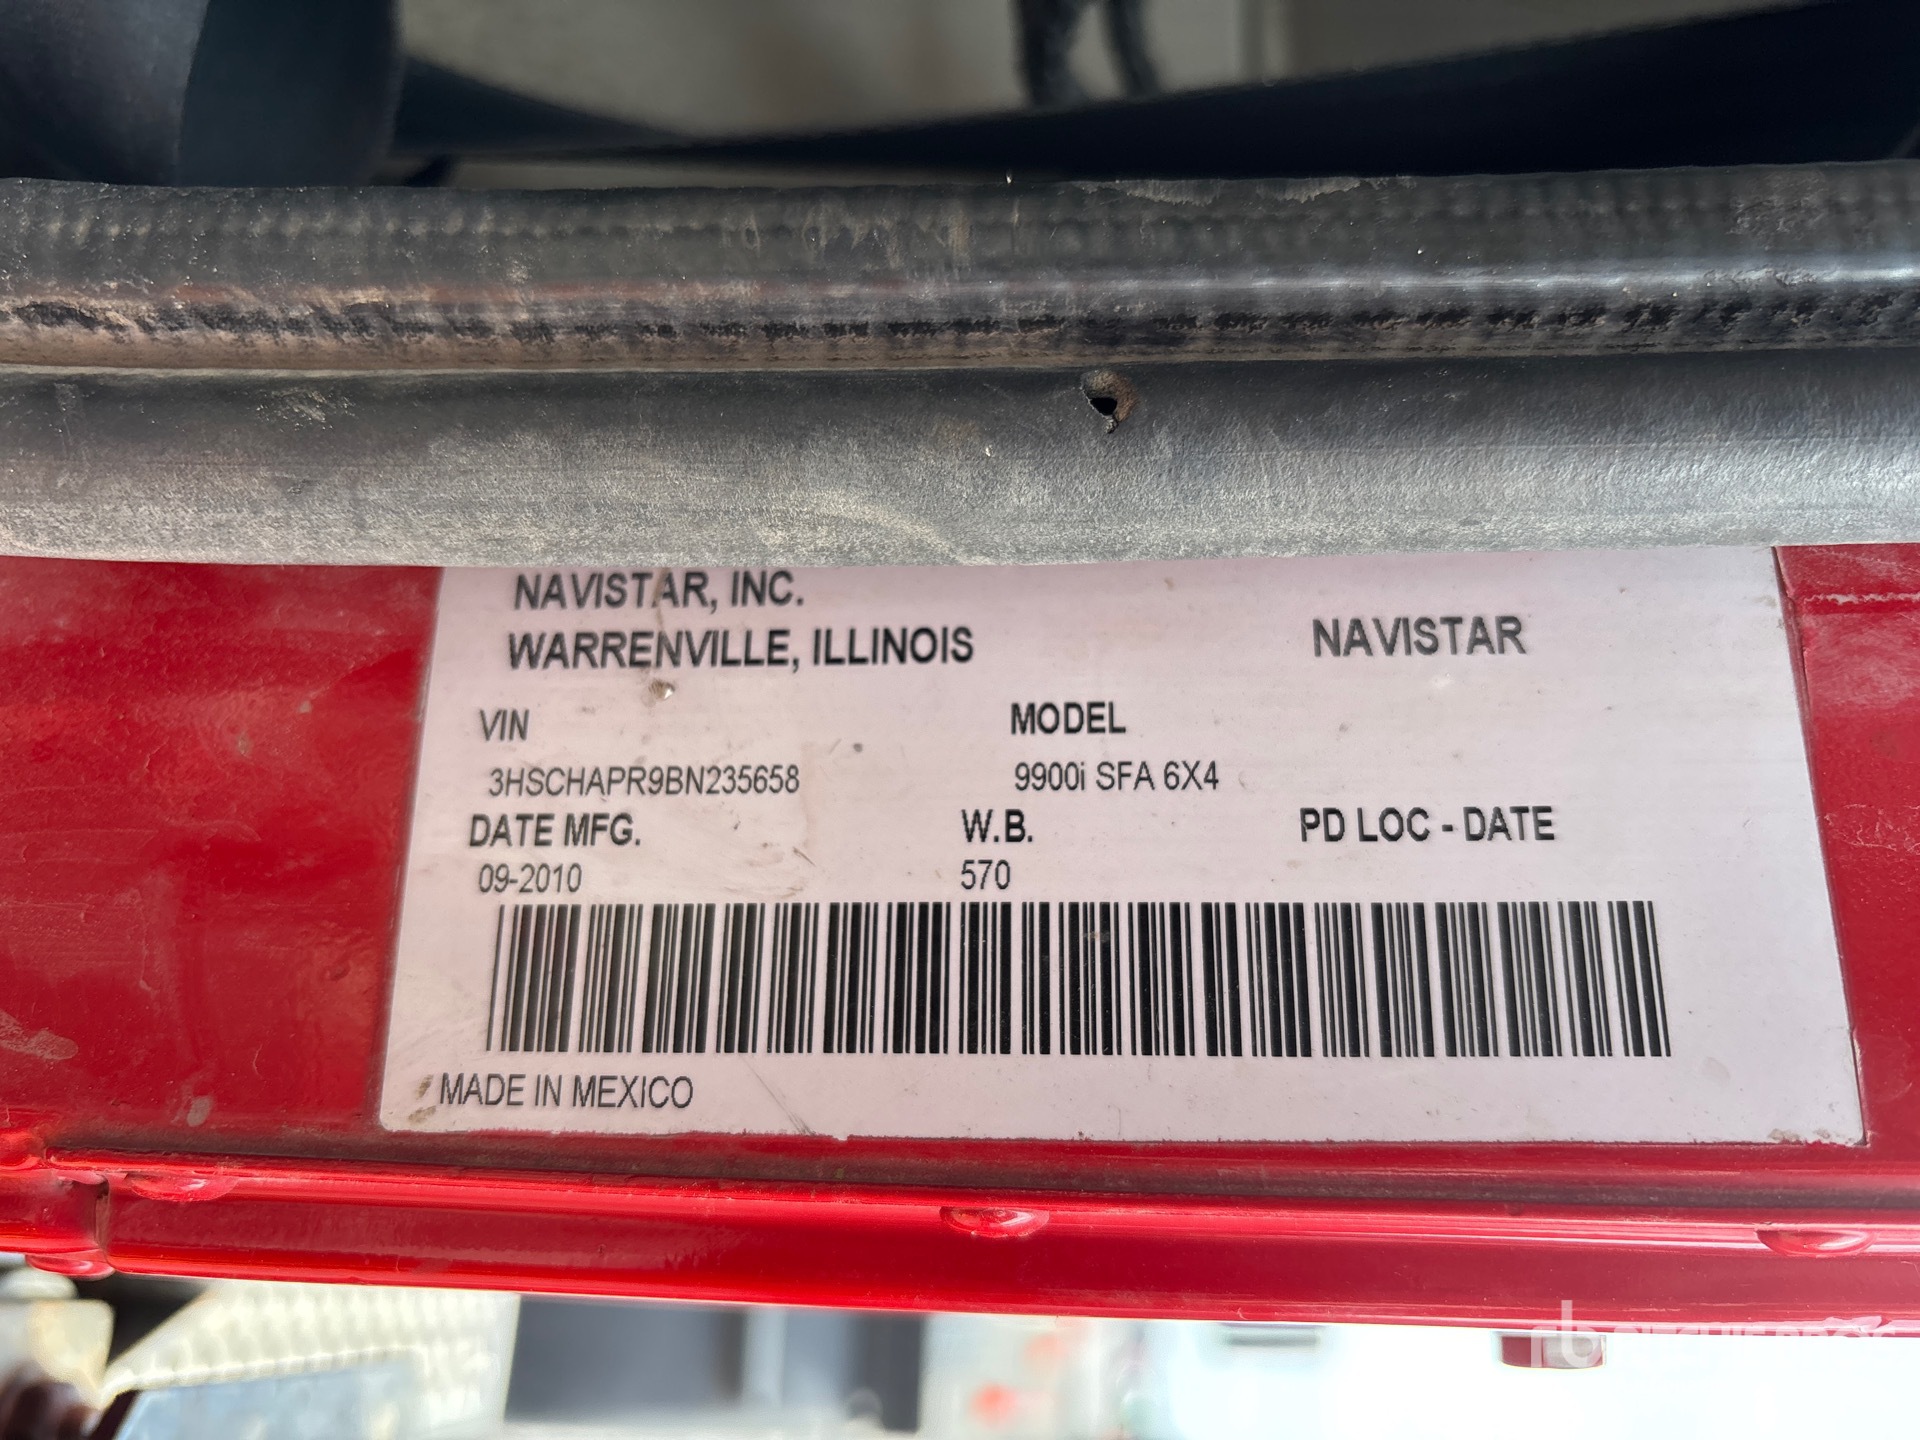 NAVISTAR, INC.
WARRENVILLE, ILLINOIS
NAVISTAR
VIN
MODEL
3HSCHAPR9BN235658
9900i SFA 6X4
DATE MFG.
W.B.
PD LOC - DATE
09-2010
570
MADE IN MEXICO